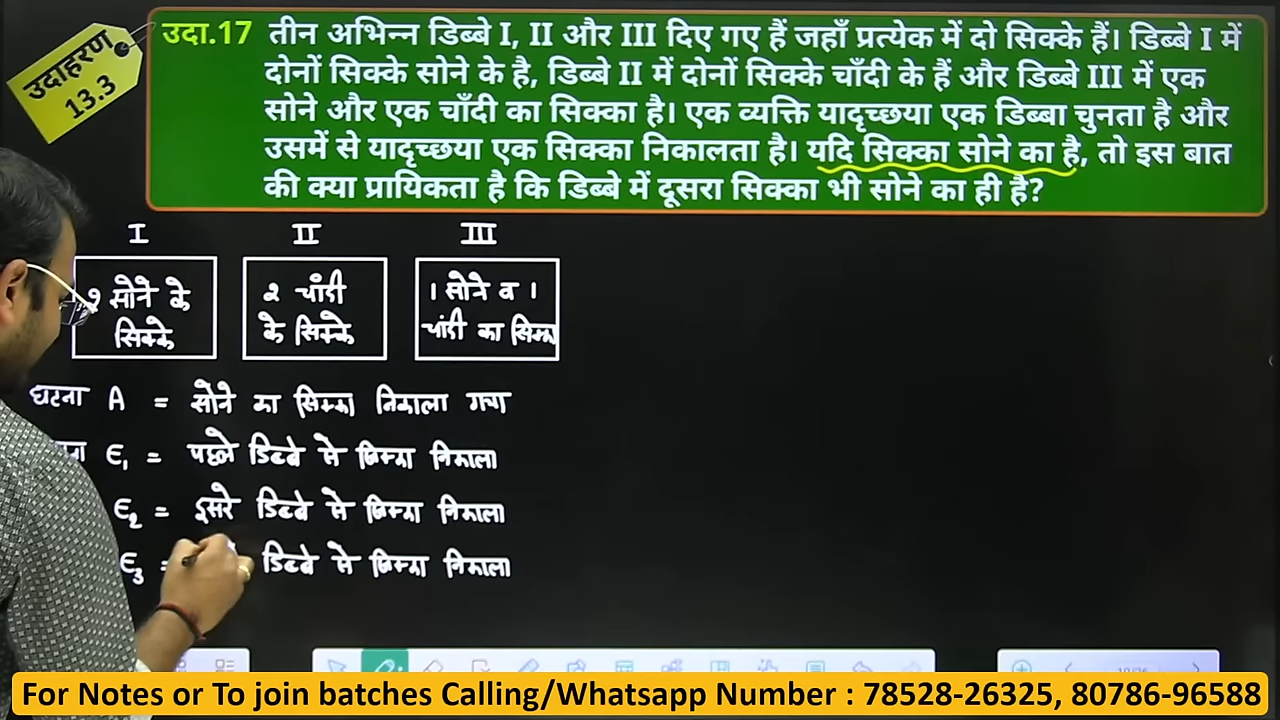 उदाहरण
13.3
उदा.17 तीन अभिन्न डिब्बे I, II और III दिए गए हैं जहाँ प्रत्येक में दो सिक्के हैं। डिब्बे I में
दोनों सिक्के सोने के है, डिब्बे II में दोनों सिक्के चाँदी के हैं और डिब्बे III में एक
सोने और एक चाँदी का सिक्का है। एक व्यक्ति यादृच्छया एक डिब्बा चुनता है और
उसमें से यादृच्छया एक सिक्का निकालता है। यदि सिक्का सोने का है, तो इस बात
की क्या प्रायिकता है कि डिब्बे में दूसरा सिक्का भी सोने का ही है?
I II III
2 सोने के
सिक्के
2 चांदी
के सिक्के
1 सोने व 1
चांदी का सिक्का
घटना A = सोने का सिक्का निकाला गया
E₁ = पहले डिब्बे से सिक्का निकाला
E₂ = दूसरे डिब्बे से सिक्का निकाला
E₃ = डिब्बे से सिक्का निकाला
For Notes or To join batches Calling/Whatsapp Number : 78528-26325, 80786-96588